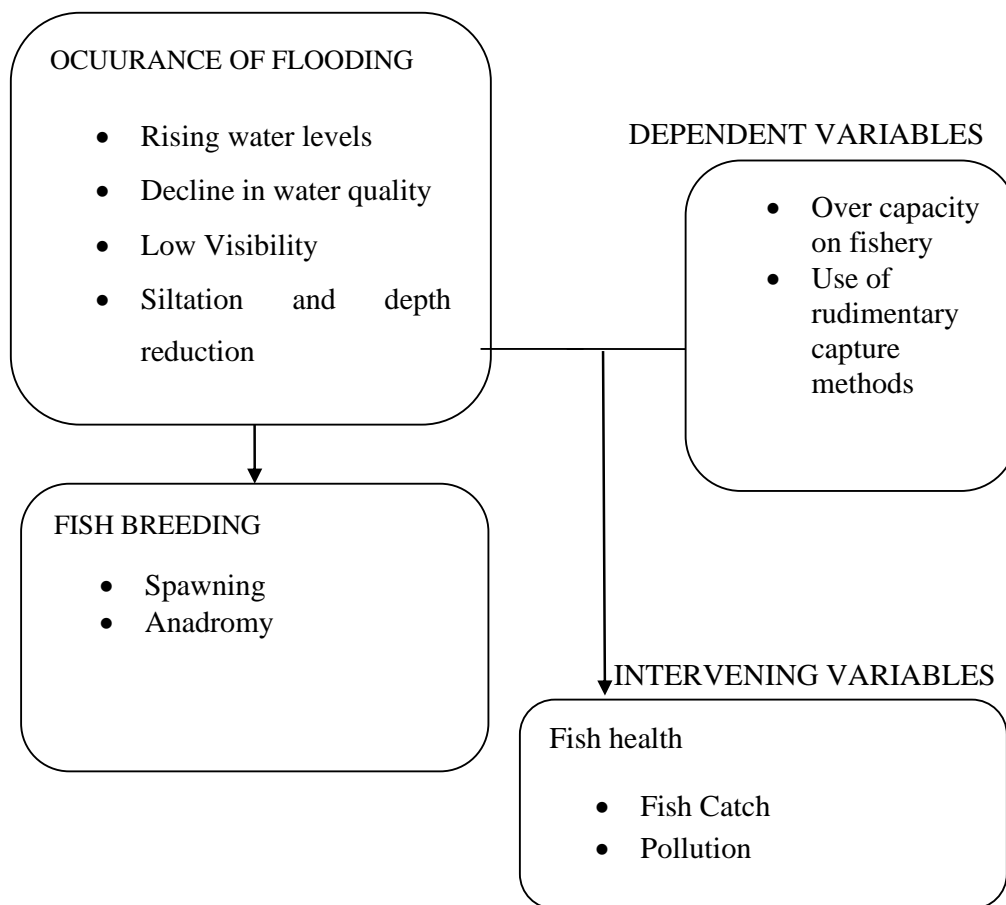 OCUURANCE OF FLOODING
• Rising water levels
• Decline in water quality
• Low Visibility
• Siltation and depth
reduction
DEPENDENT VARIABLES
• Over capacity
on fishery
• Use of
rudimentary
capture
methods
FISH BREEDING
• Spawning
• Anadromy
INTERVENING VARIABLES
Fish health
• Fish Catch
• Pollution